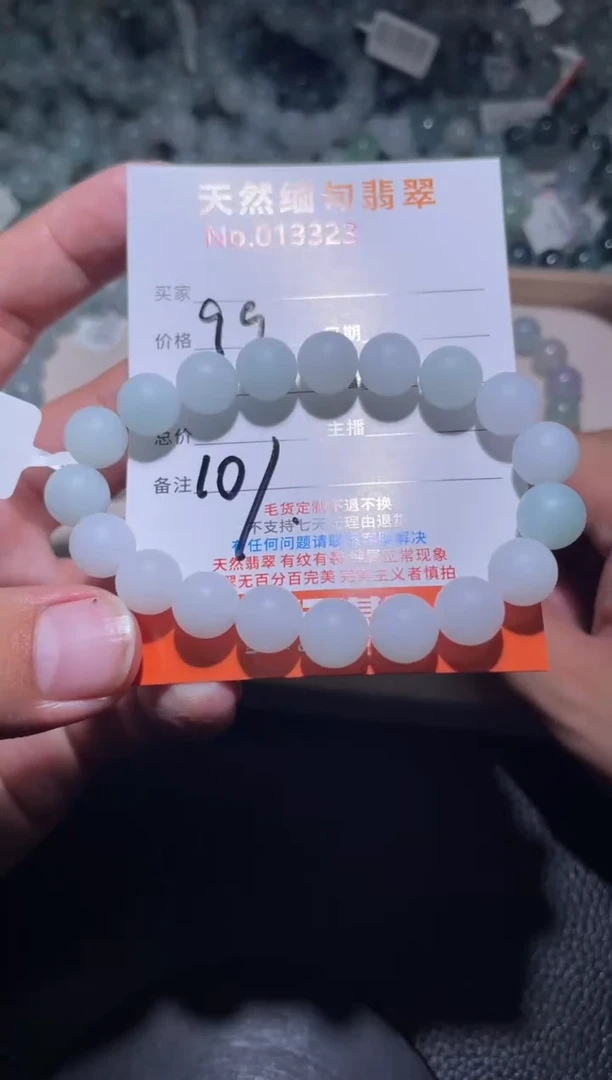 天然缅甸翡翠
No.013323
买家
价格 99 日期
总价 主播
备注 10/
毛货定制不退不换
不支持七天 理由退
任何问题请联 解决
天然翡翠 有纹有 常现象
无百分百完美 完 主义者慎拍